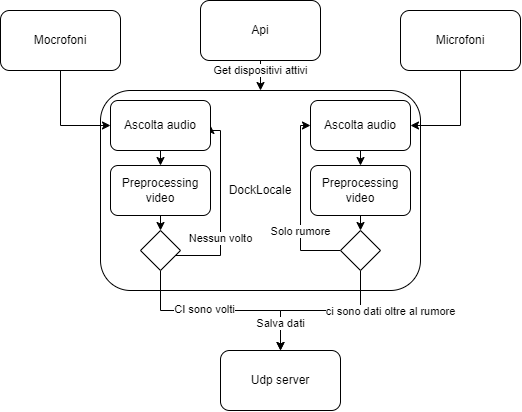 Mocrofoni
Api
Microfoni
Get dispositivi attivi
Ascolta audio
Ascolta audio
Preprocessing
video
DockLocale
Preprocessing
video
Nessun volto
Solo rumore
CI sono volti
ci sono dati oltre al rumore
Salva dati
Udp server